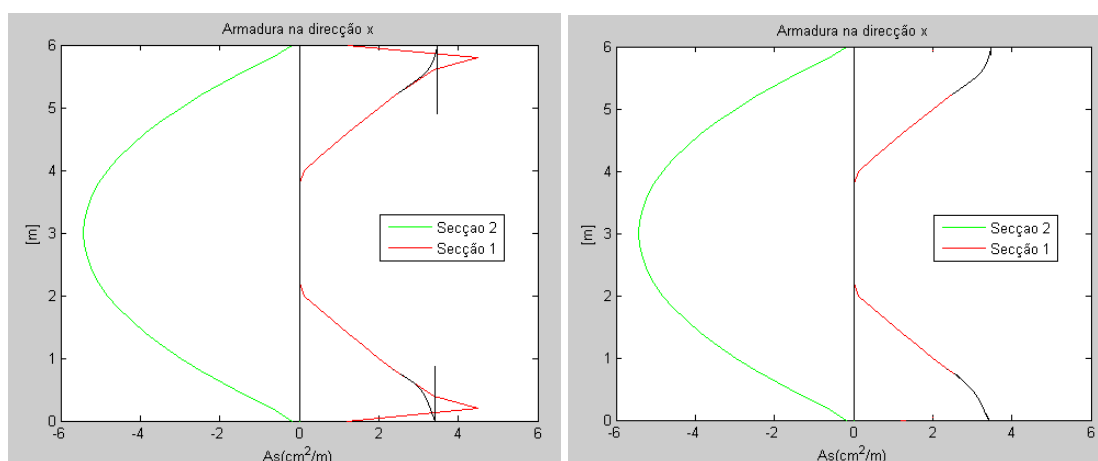 Armadura na direcção x
6
5
4
3
2
1
0
[m]
-6 -4 -2 0 2 4 6
As(cm²/m)
Secçao 2
Secção 1
Armadura na direcção x
6
5
4
3
2
1
0
[m]
-6 -4 -2 0 2 4 6
As(cm²/m)
Secçao 2
Secção 1